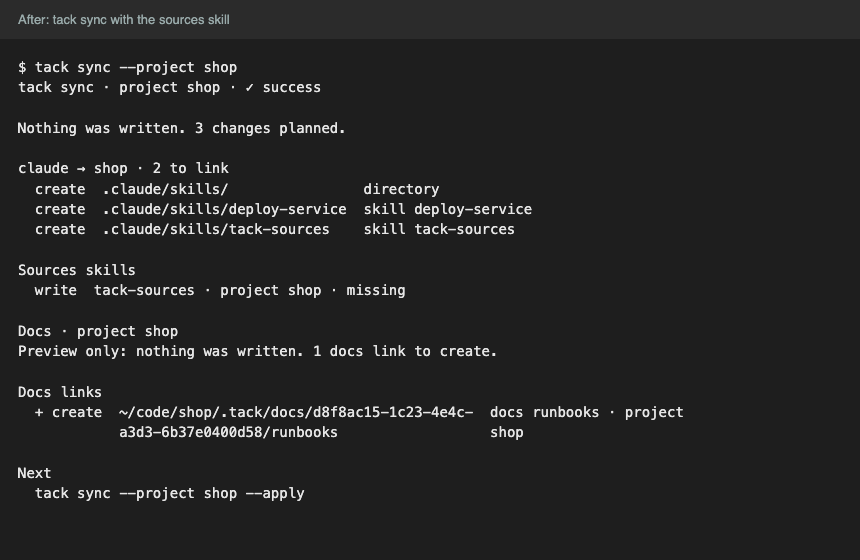 After: tack sync with the sources skill
$ tack sync --project shop
tack sync · project shop · ✓ success
Nothing was written. 3 changes planned.
claude → shop · 2 to link
create .claude/skills/ directory
create .claude/skills/deploy-service skill deploy-service
create .claude/skills/tack-sources skill tack-sources
Sources skills
write tack-sources · project shop · missing
Docs · project shop
Preview only: nothing was written. 1 docs link to create.
Docs links
+ create ~/code/shop/.tack/docs/d8f8ac15-1c23-4e4c- docs runbooks · project
a3d3-6b37e0400d58/runbooks shop
Next
tack sync --project shop --apply